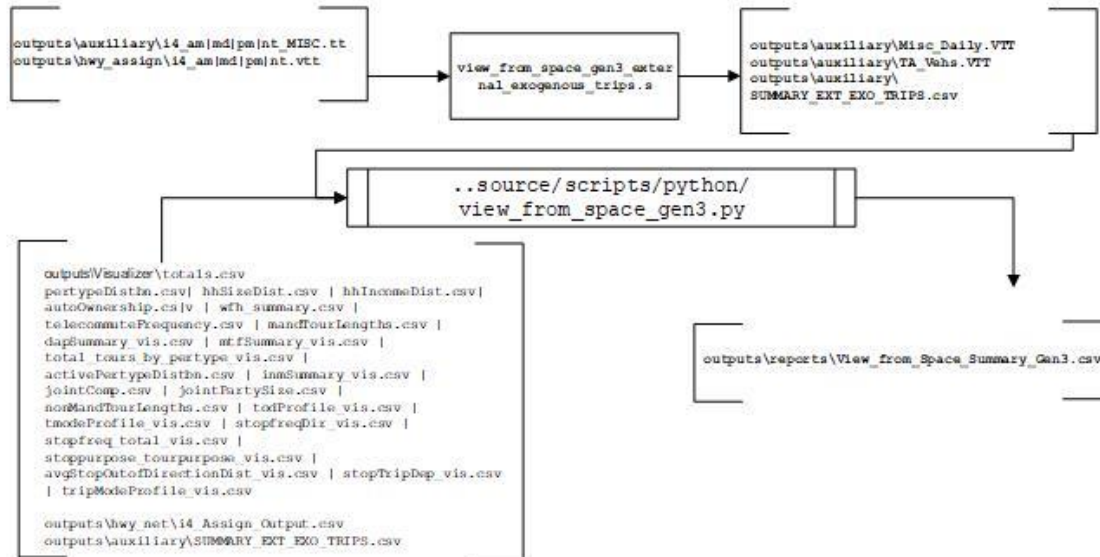 outputs\auxiliary\i4_am|md|pm|nt_MISC.tt
outputs\hwy_assign\i4_am|md|pm|nt.vtt
view_from_space_gen3_exter
nal_exogenous_trips.s
outputs\auxiliary\Misc_Daily.VTT
outputs\auxiliary\TA_Vehs.VTT
outputs\auxiliary\
SUMMARY_EXT_EXO_TRIPS.csv
..source/scripts/python/
view_from_space_gen3.py
outputs\Visualizer\totals.csv
pertypeDistbn.csv| hhSizeDist.csv | hhIncomeDist.csv|
autoOwnership.cs|v | wfh_summary.csv |
telecommuteFrequency.csv | mandTourLengths.csv |
dapSummary_vis.csv | mtfSummary_vis.csv |
total_tours_by_pertype_vis.csv |
activePertypeDistbn.csv | inmSummary_vis.csv |
jointComp.csv | jointPartySize.csv |
nonMandTourLengths.csv | todProfile_vis.csv |
tmodeProfile_vis.csv | stopfreqDir_vis.csv |
stopfreq_total_vis.csv |
stoppurpose_tourpurpose_vis.csv |
avgStopOutofDirectionDist_vis.csv | stopTripDep_vis.csv
| tripModeProfile_vis.csv
outputs\hwy_net\i4_Assign_Output.csv
outputs\auxiliary\SUMMARY_EXT_EXO_TRIPS.csv
outputs\reports\View_from_Space_Summary_Gen3.csv